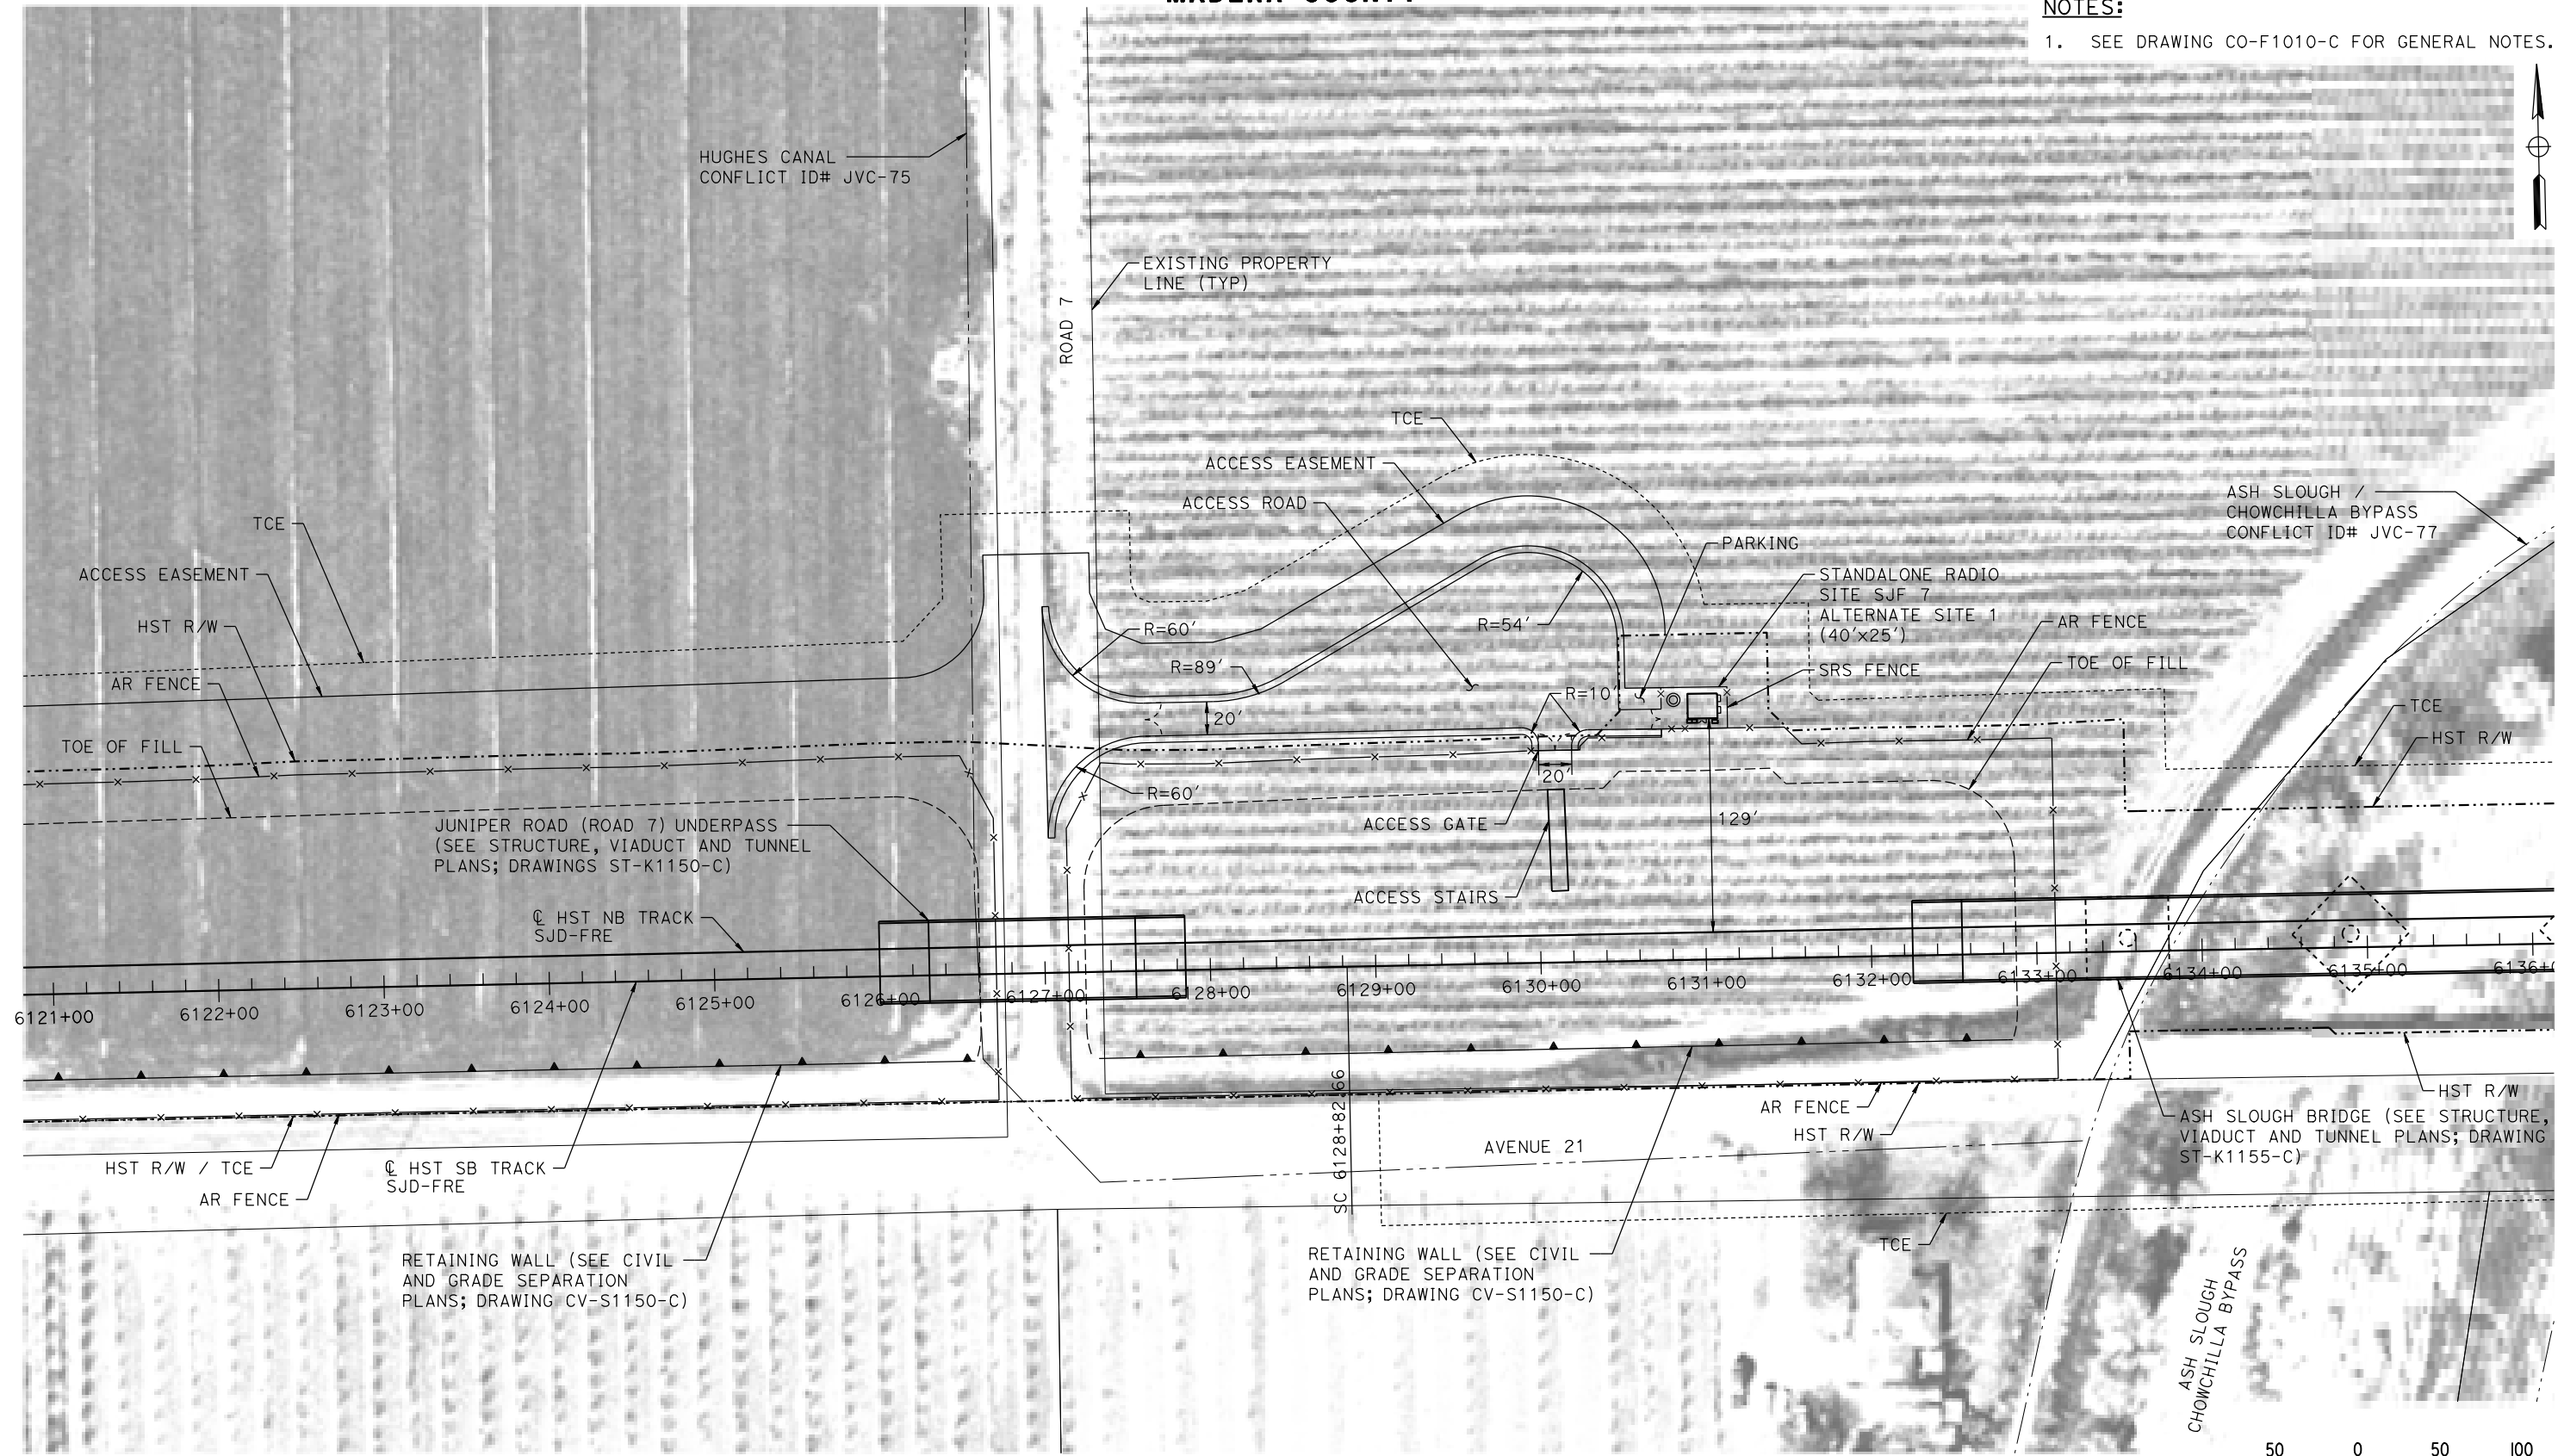 NOTES:
1. SEE DRAWING CO-F1010-C FOR GENERAL NOTES.
HUGHES CANAL
CONFLICT ID# JVC-75
EXISTING PROPERTY
LINE (TYP)
ROAD 7
TCE
ACCESS EASEMENT
ACCESS ROAD
ASH SLOUGH /
CHOWCHILLA BYPASS
CONFLICT ID# JVC-77
TCE
ACCESS EASEMENT
HST R/W
AR FENCE
TOE OF FILL
PARKING
STANDALONE RADIO
SITE SJF 7
ALTERNATE SITE 1
(40'x25')
SRS FENCE
AR FENCE
TOE OF FILL
TCE
HST R/W
R=60'
R=54'
R=89'
R=10'
20'
20'
R=60'
129'
ACCESS GATE
ACCESS STAIRS
JUNIPER ROAD (ROAD 7) UNDERPASS
(SEE STRUCTURE, VIADUCT AND TUNNEL
PLANS; DRAWINGS ST-K1150-C)
℄ HST NB TRACK
SJD-FRE
6121+00
6122+00
6123+00
6124+00
6125+00
6126+00
6127+00
6128+00
6129+00
6130+00
6131+00
6132+00
6133+00
6134+00
6135+00
SC 6128+82.66
HST R/W
AR FENCE
HST R/W
ASH SLOUGH BRIDGE (SEE STRUCTURE,
VIADUCT AND TUNNEL PLANS; DRAWING
ST-K1155-C)
AVENUE 21
HST R/W / TCE
AR FENCE
℄ HST SB TRACK
SJD-FRE
RETAINING WALL (SEE CIVIL
AND GRADE SEPARATION
PLANS; DRAWING CV-S1150-C)
RETAINING WALL (SEE CIVIL
AND GRADE SEPARATION
PLANS; DRAWING CV-S1150-C)
TCE
ASH SLOUGH
CHOWCHILLA BYPASS
50 0 50 100